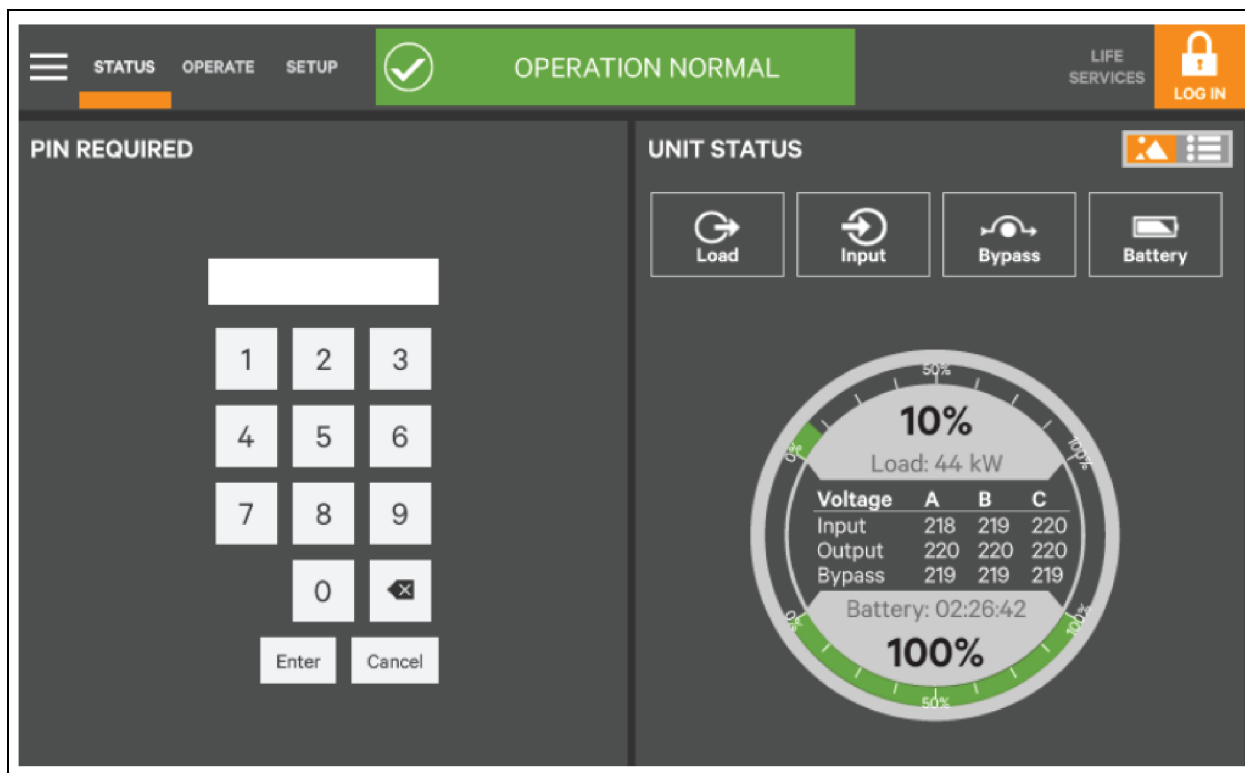 STATUS OPERATE SETUP OPERATION NORMAL LIFE
SERVICES LOG IN
PIN REQUIRED
1 2 3
4 5 6
7 8 9
0
Enter Cancel
UNIT STATUS
Load Input Bypass Battery
50%
0% 100%
10%
Load: 44 kW
Voltage A B C
Input 218 219 220
Output 220 220 220
Bypass 219 219 219
Battery: 02:26:42
0% 100%
100%
50%